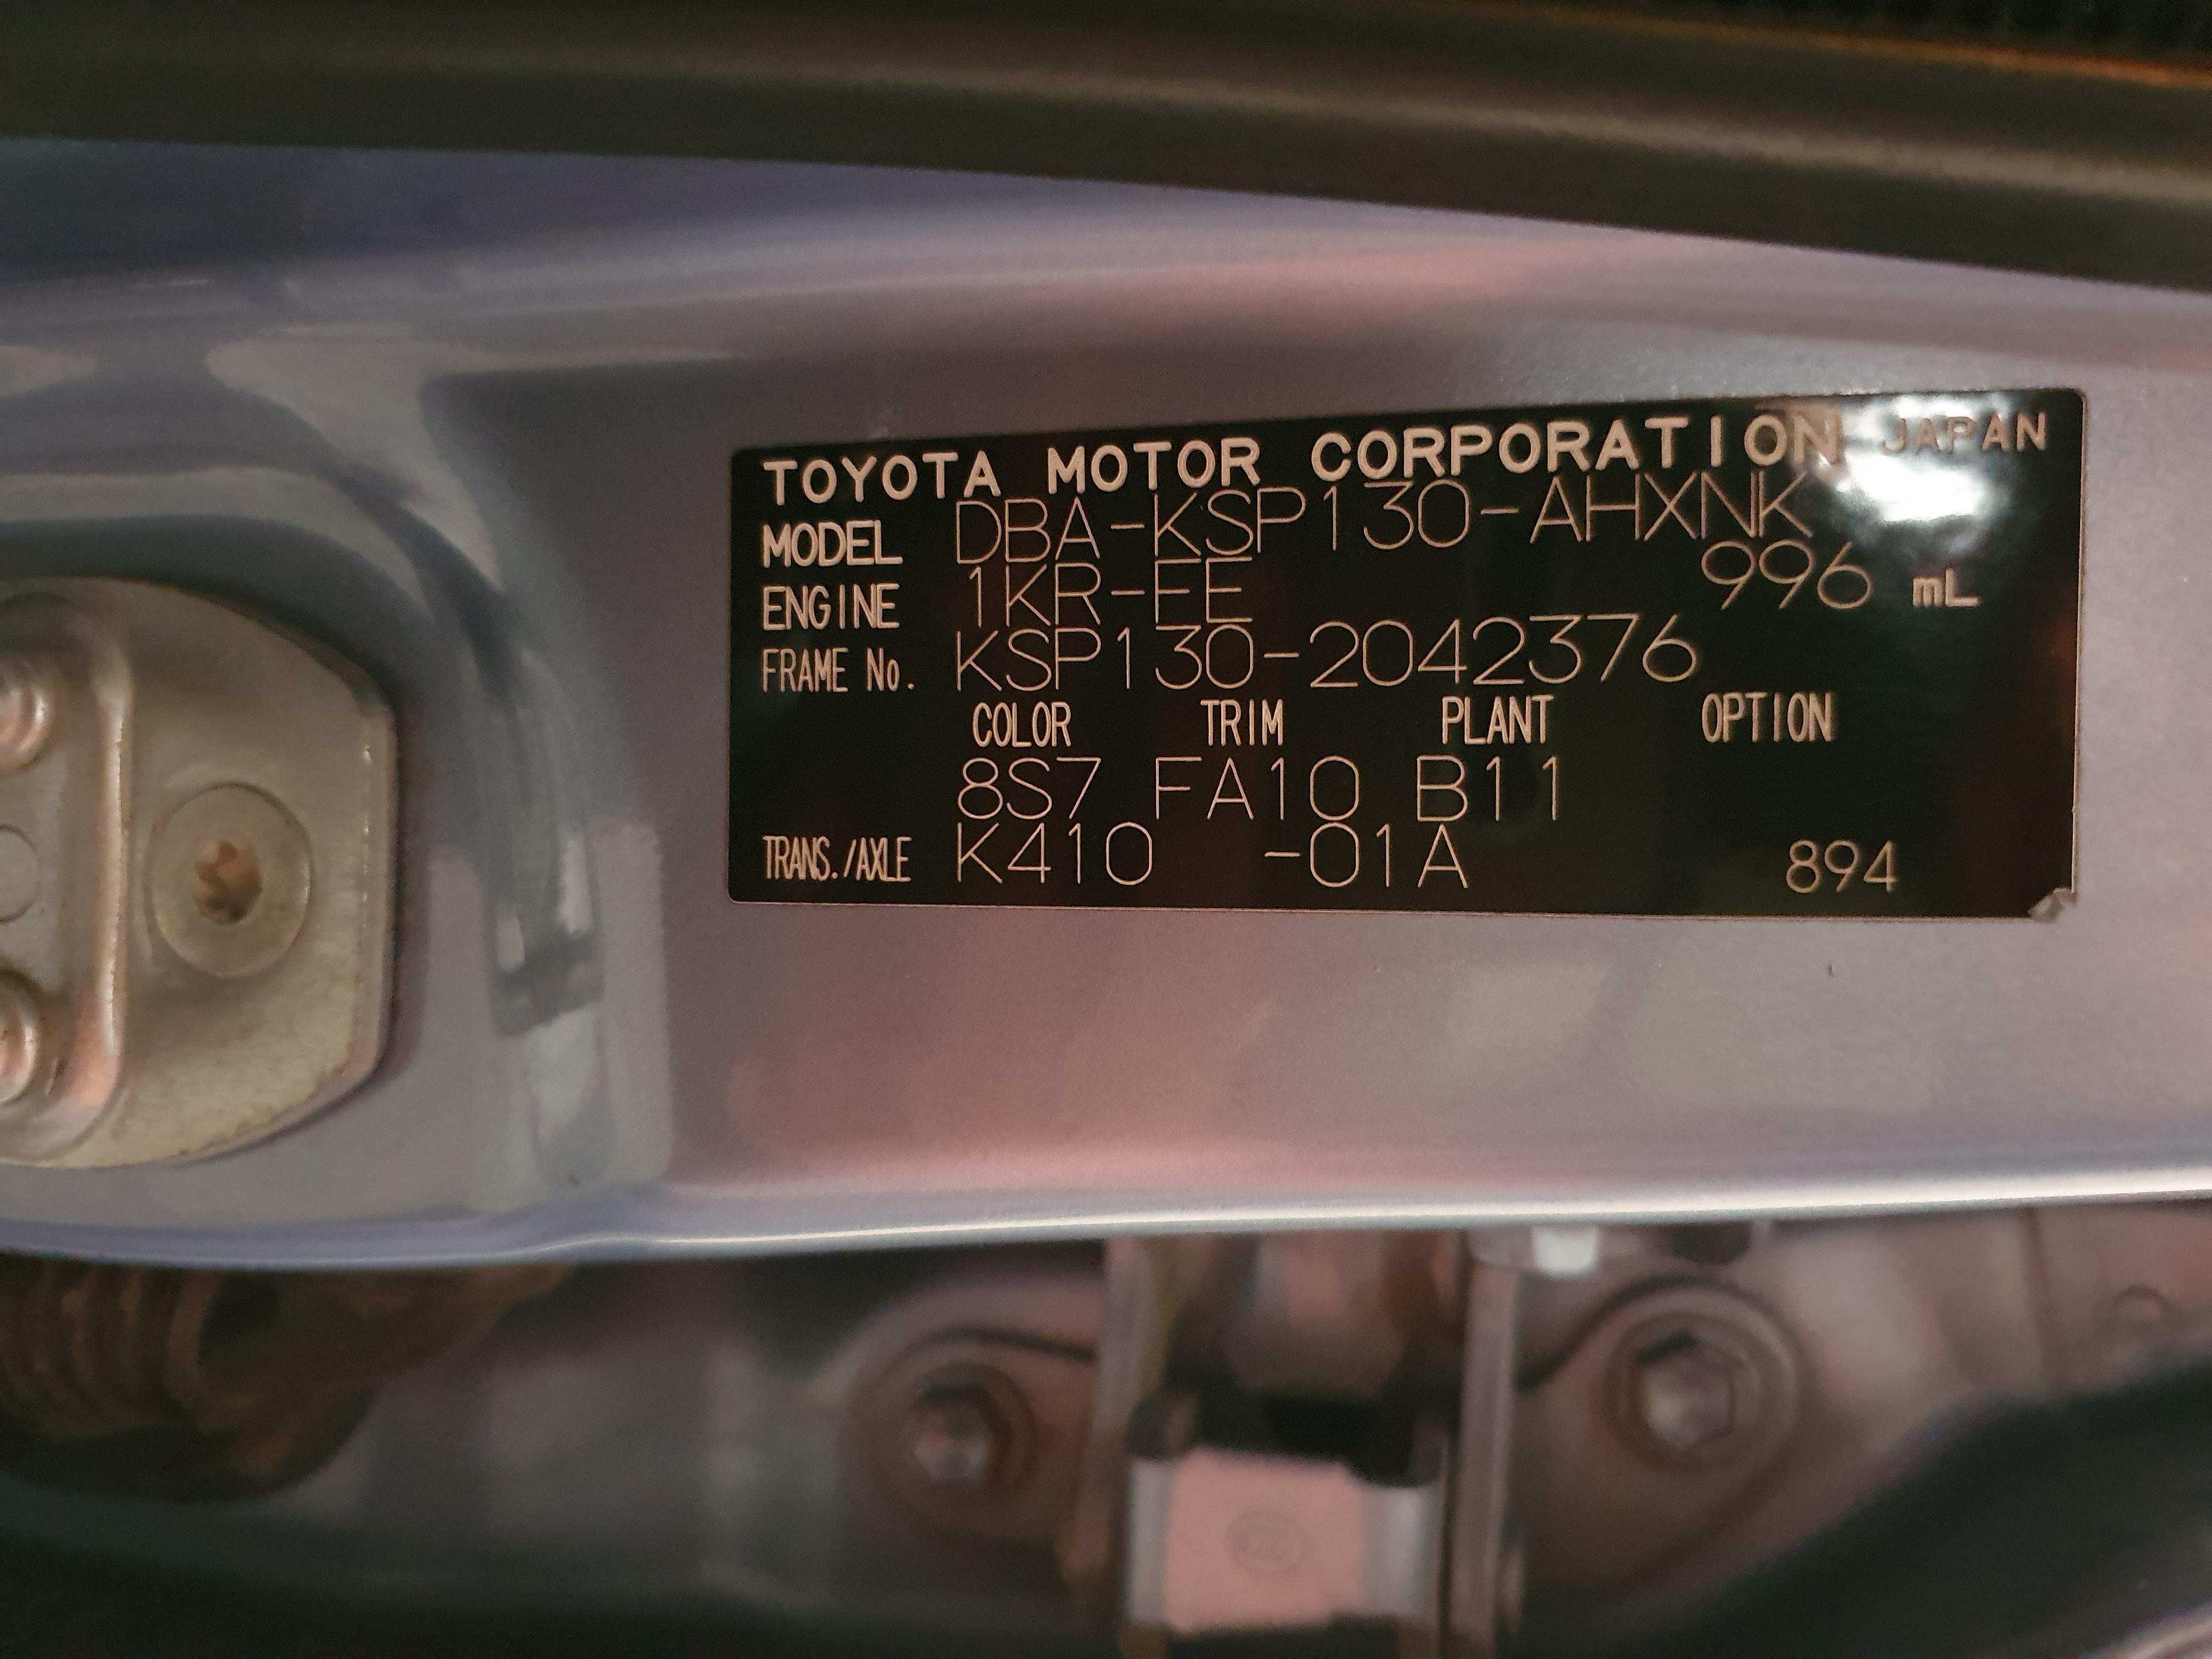 TOYOTA MOTOR CORPORATION JAPAN
MODEL DBA-KSP130-AHXNK
ENGINE 1KR-FE 996 mL
FRAME No. KSP130-2042376
COLOR TRIM PLANT OPTION
8S7 FA10 B11
TRANS./AXLE K410 -01A 894